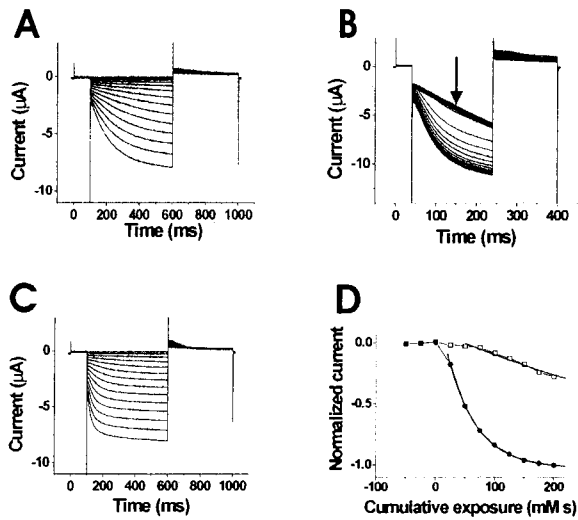 A
Current (μA)
0
-5
-10
0 200 400 600 800 1000
Time (ms)
B
Current (μA)
0
-5
-10
0 100 200 300 400
Time (ms)
C
Current (μA)
0
-5
-10
0 200 400 600 800 1000
Time (ms)
D
Normalized current
0.0
-0.5
-1.0
-100 0 100 200
Cumulative exposure (mM s)